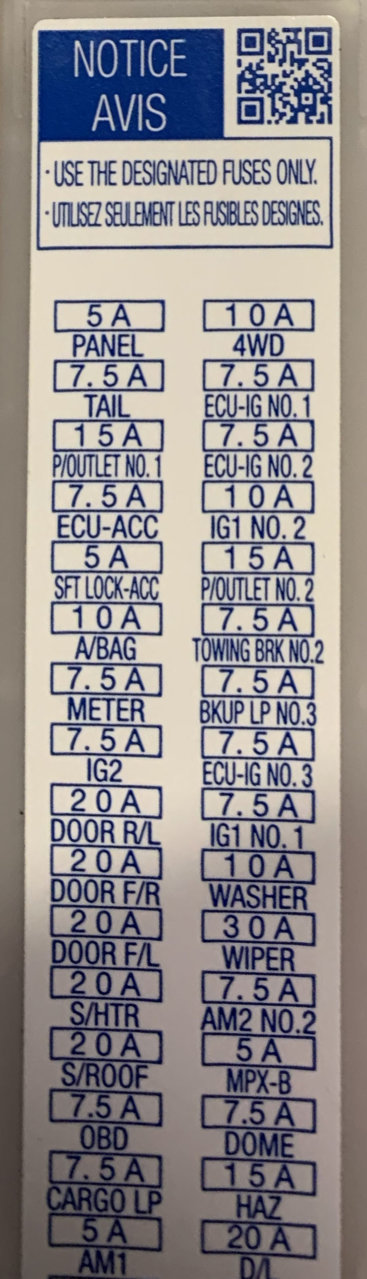 NOTICE
AVIS
· USE THE DESIGNATED FUSES ONLY.
· UTILISEZ SEULEMENT LES FUSIBLES DESIGNES.
5 A 10 A
PANEL 4WD
7.5 A 7.5 A
TAIL ECU-IG NO. 1
15 A 7.5 A
P/OUTLET NO. 1 ECU-IG NO. 2
7.5 A 10 A
ECU-ACC IG1 NO. 2
5 A 15 A
SFT LOCK-ACC P/OUTLET NO. 2
10 A 7.5 A
A/BAG TOWING BRK NO.2
7.5 A 7.5 A
METER BKUP LP NO.3
7.5 A 7.5 A
IG2 ECU-IG NO. 3
20 A 7.5 A
DOOR R/L IG1 NO. 1
20 A 10 A
DOOR F/R WASHER
20 A 30 A
DOOR F/L WIPER
20 A 7.5 A
S/HTR AM2 NO.2
20 A 5 A
S/ROOF MPX-B
7.5 A 7.5 A
OBD DOME
7.5 A 15 A
CARGO LP HAZ
5 A 20 A
AM1 D/L